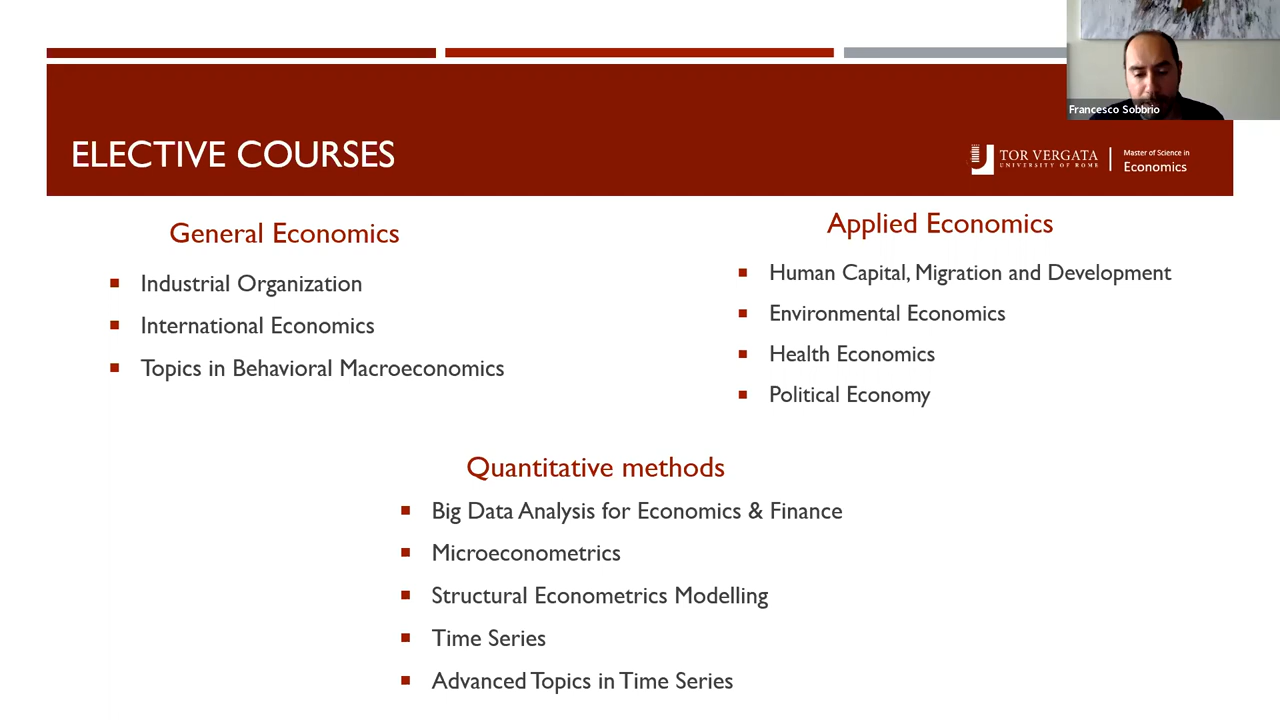 Francesco Sobbrio
ELECTIVE COURSES
TOR VERGATA
UNIVERSITY OF ROME
Master of Science in
Economics
General Economics
Industrial Organization
International Economics
Topics in Behavioral Macroeconomics
Applied Economics
Human Capital, Migration and Development
Environmental Economics
Health Economics
Political Economy
Quantitative methods
Big Data Analysis for Economics & Finance
Microeconometrics
Structural Econometrics Modelling
Time Series
Advanced Topics in Time Series